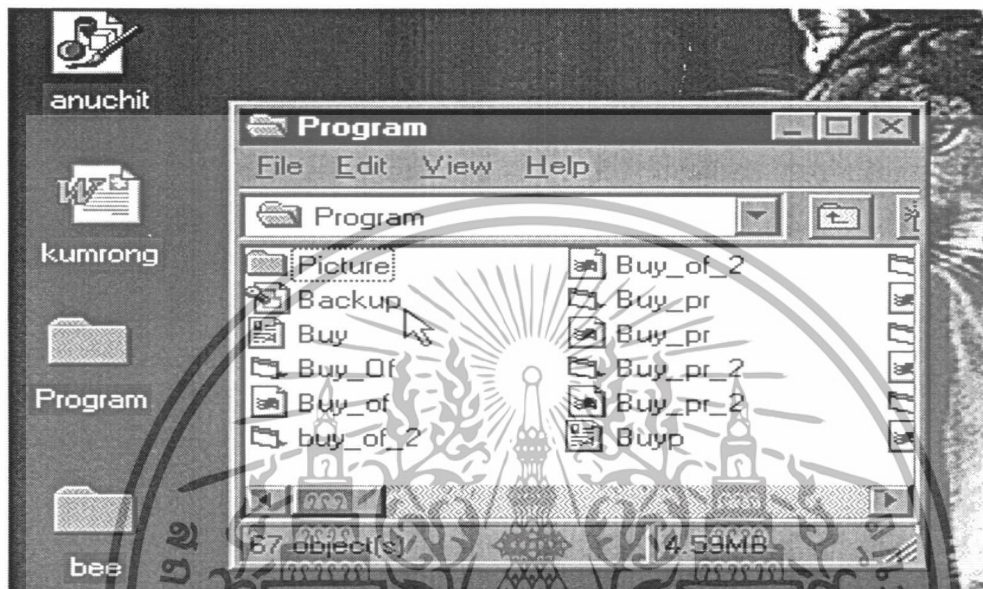 anuchit
kumrong
Program
bee
Program
File Edit View Help
Program
Picture
Backup
Buy
Buy_Of
Buy_of
buy_of_2
Buy_of_2
Buy_pr
Buy_pr
Buy_pr_2
Buy_pr_2
Buyp
67 object(s) 4.59MB